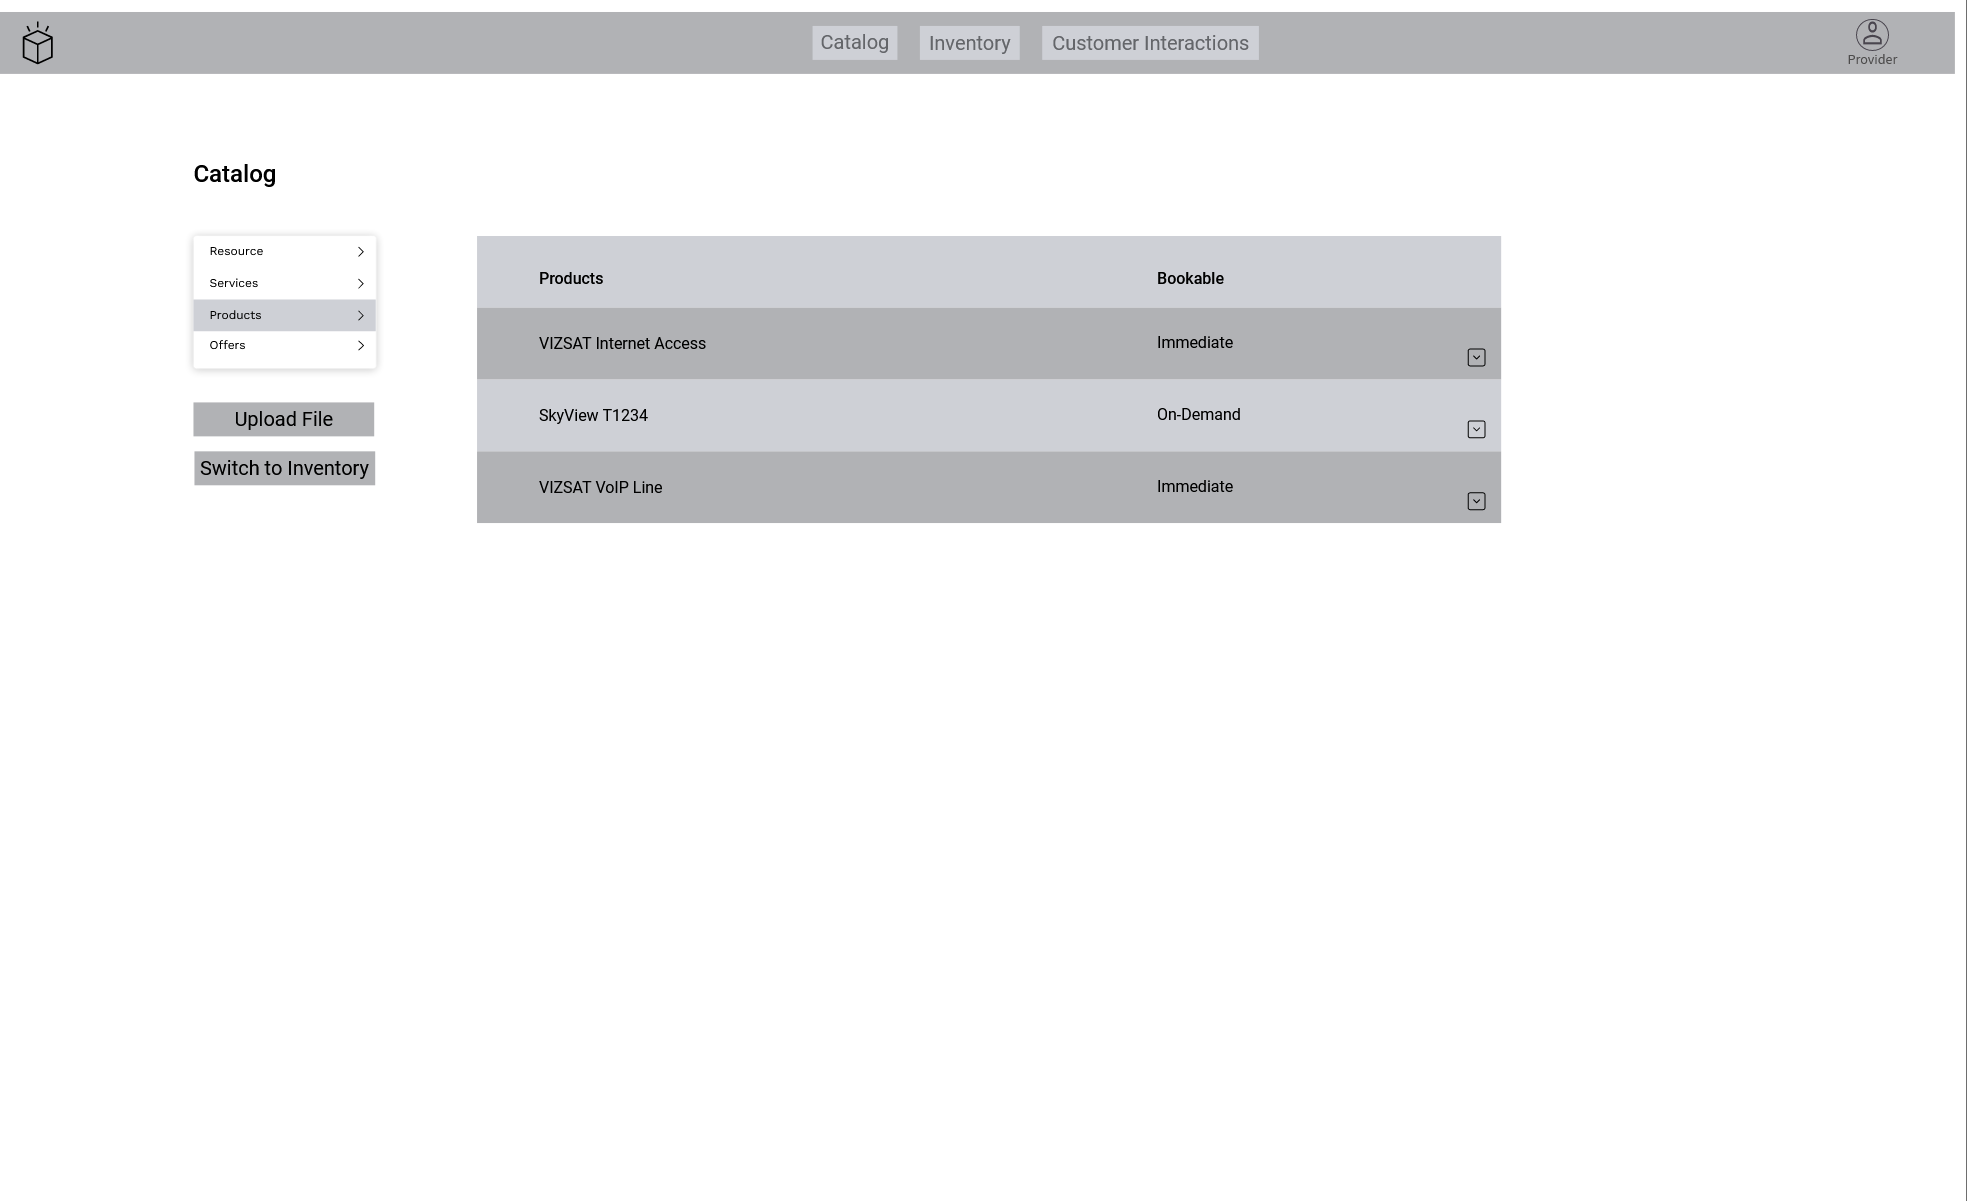 Catalog
Inventory
Customer Interactions
Provider
Catalog
Resource
Services
Products
Offers
Upload File
Switch to Inventory
Products Bookable
VIZSAT Internet Access Immediate
SkyView T1234 On-Demand
VIZSAT VoIP Line Immediate